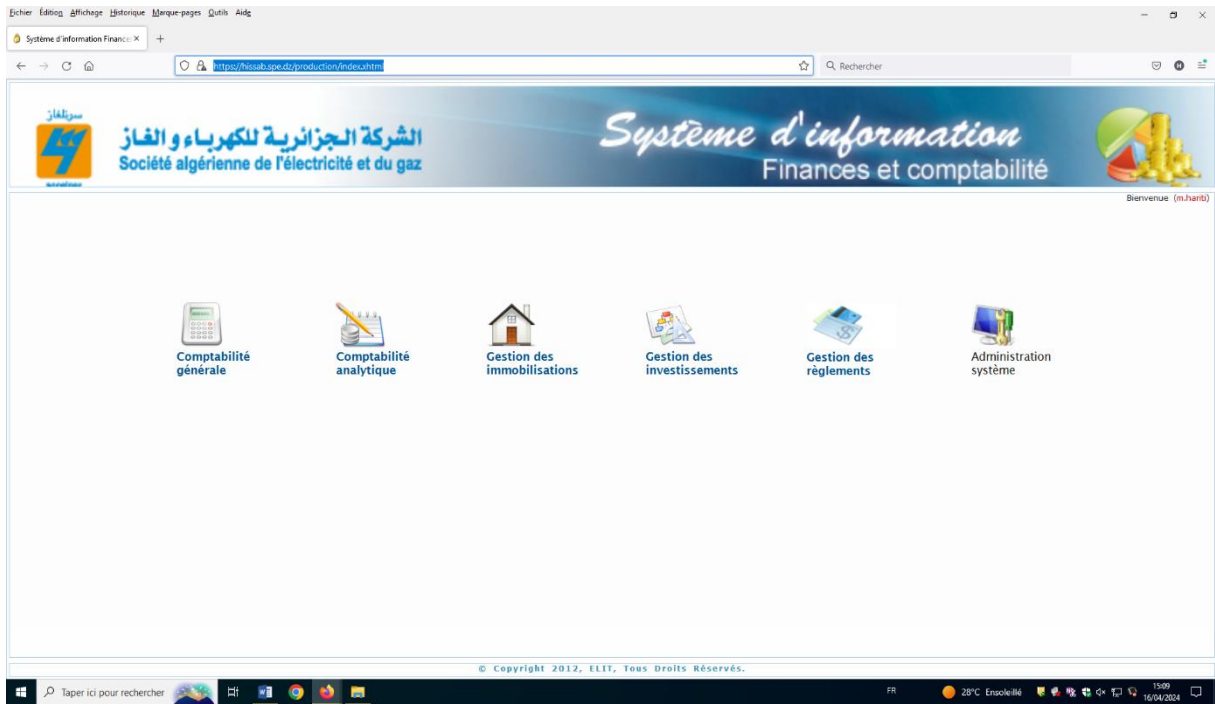 Fichier Édition Affichage Historique Marque-pages Outils Aide
Système d'information Finance
https://hissab.spe.dz/production/index.xhtml
Rechercher
سونلغاز
الشركة الجزائرية للكهرباء و الغاز
Société algérienne de l'électricité et du gaz
Système d'information
Finances et comptabilité
Bienvenue (m.hariti)
Comptabilité
générale
Comptabilité
analytique
Gestion des
immobilisations
Gestion des
investissements
Gestion des
règlements
Administration
système
© Copyright 2012, ELIT, Tous Droits Réservés.
Taper ici pour rechercher
FR
28°C Ensoleillé
15:09
16/04/2024